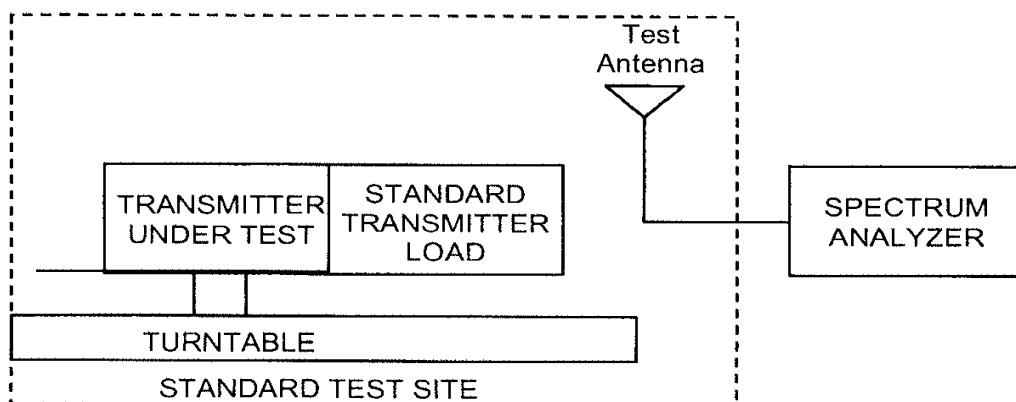 Test
Antenna
TRANSMITTER
UNDER TEST
STANDARD
TRANSMITTER
LOAD
SPECTRUM
ANALYZER
TURNTABLE
STANDARD TEST SITE